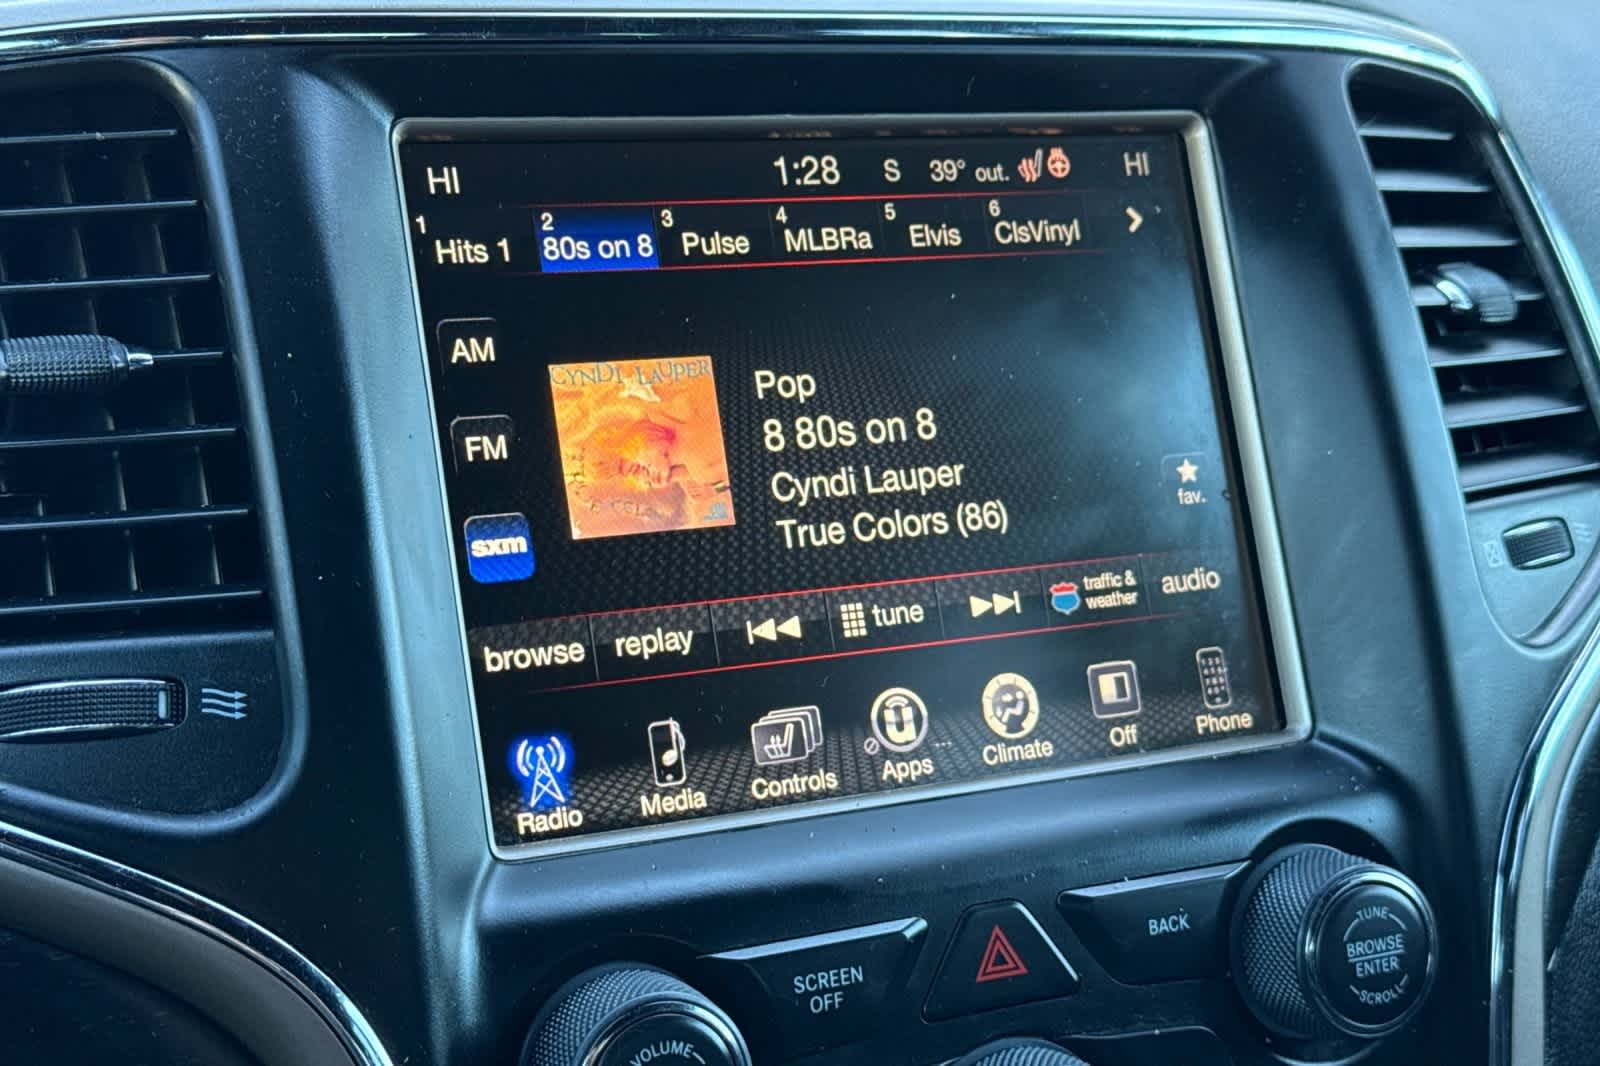 HI 1:28 S 39° out. HI
1 Hits 1 2 80s on 8 3 Pulse 4 MLBRa 5 Elvis 6 ClsVinyl
AM
FM
sxm
CYNDI LAUPER
Pop
8 80s on 8
Cyndi Lauper
True Colors (86)
fav.
browse replay tune traffic & weather audio
Radio Media Controls Apps Climate Off Phone
SCREEN
OFF
BACK
VOLUME
TUNE
BROWSE
ENTER
SCROLL